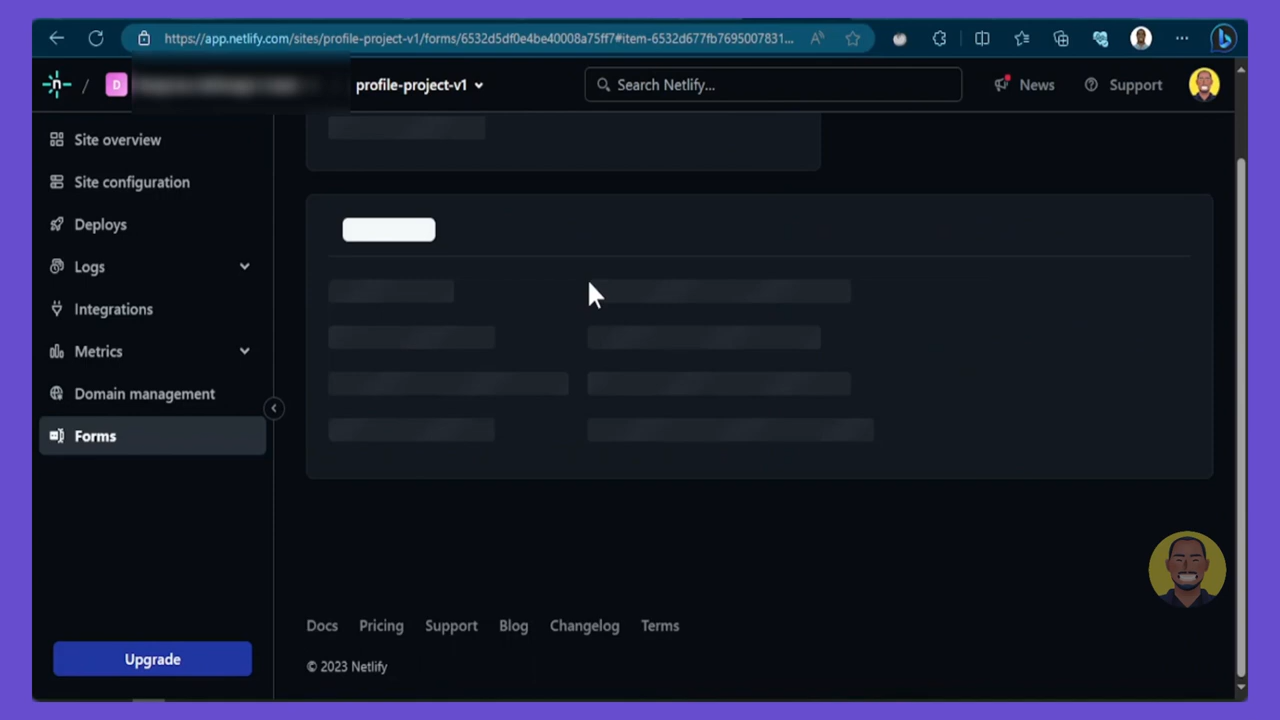 https://app.netlify.com/sites/profile-project-v1/forms/6532d5df0e4be40008a75ff7#item-6532d677fb7695007831...
/ D profile-project-v1
Search Netlify...
News
Support
Site overview
Site configuration
Deploys
Logs
Integrations
Metrics
Domain management
Forms
Upgrade
Docs Pricing Support Blog Changelog Terms
© 2023 Netlify